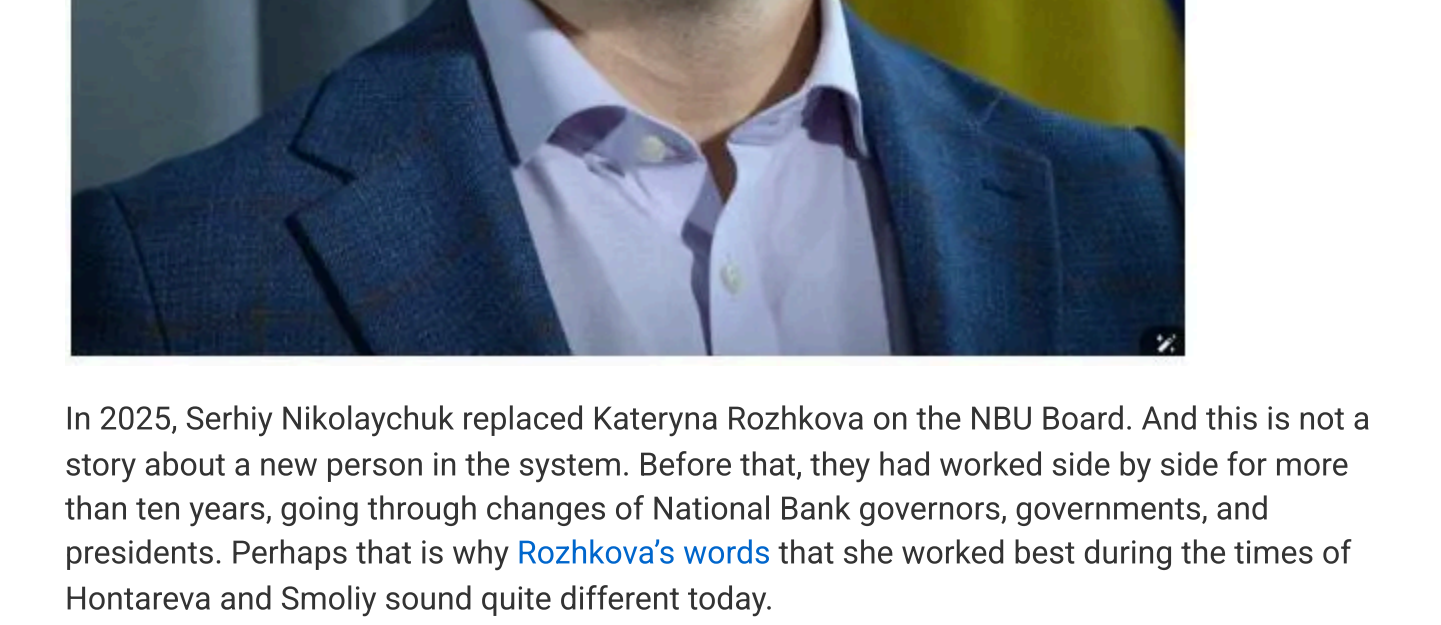 In 2025, Serhiy Nikolaychuk replaced Kateryna Rozhkova on the NBU Board. And this is not a
story about a new person in the system. Before that, they had worked side by side for more
than ten years, going through changes of National Bank governors, governments, and
presidents. Perhaps that is why Rozhkova’s words that she worked best during the times of
Hontareva and Smoliy sound quite different today.